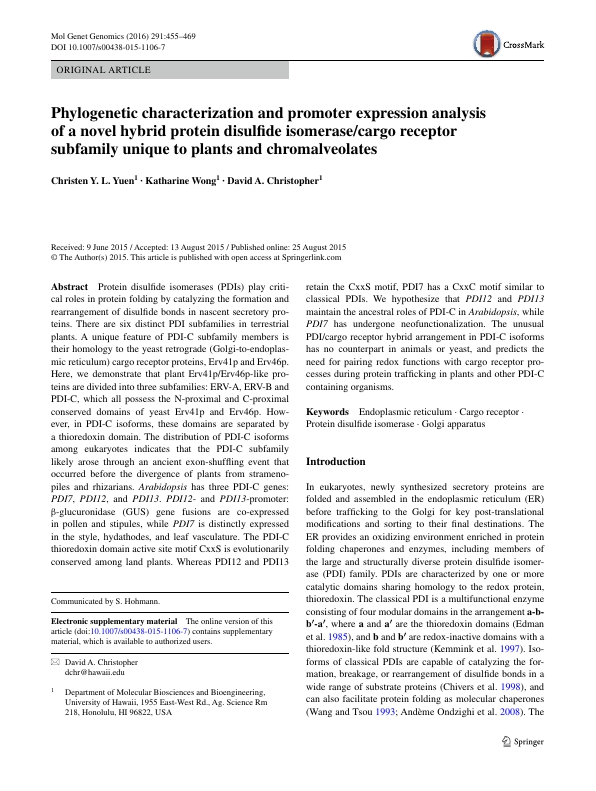 Mol Genet Genomics (2016) 291:455–469
DOI 10.1007/s00438-015-1106-7
CrossMark
ORIGINAL ARTICLE
Phylogenetic characterization and promoter expression analysis
of a novel hybrid protein disulfide isomerase/cargo receptor
subfamily unique to plants and chromalveolates
Christen Y. L. Yuen1 · Katharine Wong1 · David A. Christopher1
Received: 9 June 2015 / Accepted: 13 August 2015 / Published online: 25 August 2015
© The Author(s) 2015. This article is published with open access at Springerlink.com
Abstract Protein disulfide isomerases (PDIs) play criti-
cal roles in protein folding by catalyzing the formation and
rearrangement of disulfide bonds in nascent secretory pro-
teins. There are six distinct PDI subfamilies in terrestrial
plants. A unique feature of PDI-C subfamily members is
their homology to the yeast retrograde (Golgi-to-endoplas-
mic reticulum) cargo receptor proteins, Erv41p and Erv46p.
Here, we demonstrate that plant Erv41p/Erv46p-like pro-
teins are divided into three subfamilies: ERV-A, ERV-B and
PDI-C, which all possess the N-proximal and C-proximal
conserved domains of yeast Erv41p and Erv46p. How-
ever, in PDI-C isoforms, these domains are separated by
a thioredoxin domain. The distribution of PDI-C isoforms
among eukaryotes indicates that the PDI-C subfamily
likely arose through an ancient exon-shuffling event that
occurred before the divergence of plants from strameno-
piles and rhizarians. Arabidopsis has three PDI-C genes:
PDI7, PDI12, and PDI13. PDI12- and PDI13-promoter:
β-glucuronidase (GUS) gene fusions are co-expressed
in pollen and stipules, while PDI7 is distinctly expressed
in the style, hydathodes, and leaf vasculature. The PDI-C
thioredoxin domain active site motif CxxS is evolutionarily
conserved among land plants. Whereas PDI12 and PDI13
retain the CxxS motif, PDI7 has a CxxC motif similar to
classical PDIs. We hypothesize that PDI12 and PDI13
maintain the ancestral roles of PDI-C in Arabidopsis, while
PDI7 has undergone neofunctionalization. The unusual
PDI/cargo receptor hybrid arrangement in PDI-C isoforms
has no counterpart in animals or yeast, and predicts the
need for pairing redox functions with cargo receptor pro-
cesses during protein trafficking in plants and other PDI-C
containing organisms.
Keywords Endoplasmic reticulum · Cargo receptor ·
Protein disulfide isomerase · Golgi apparatus
Introduction
In eukaryotes, newly synthesized secretory proteins are
folded and assembled in the endoplasmic reticulum (ER)
before trafficking to the Golgi for key post-translational
modifications and sorting to their final destinations. The
ER provides an oxidizing environment enriched in protein
folding chaperones and enzymes, including members of
the large and structurally diverse protein disulfide isomer-
ase (PDI) family. PDIs are characterized by one or more
catalytic domains sharing homology to the redox protein,
thioredoxin. The classical PDI is a multifunctional enzyme
consisting of four modular domains in the arrangement a-b-
b′-a′, where a and a′ are the thioredoxin domains (Edman
et al. 1985), and b and b′ are redox-inactive domains with a
thioredoxin-like fold structure (Kemmink et al. 1997). Iso-
forms of classical PDIs are capable of catalyzing the for-
mation, breakage, or rearrangement of disulfide bonds in a
wide range of substrate proteins (Chivers et al. 1998), and
can also facilitate protein folding as molecular chaperones
(Wang and Tsou 1993; Andème Ondzighi et al. 2008). The
Communicated by S. Hohmann.
Electronic supplementary material The online version of this
article (doi:10.1007/s00438-015-1106-7) contains supplementary
material, which is available to authorized users.
David A. Christopher
dchr@hawaii.edu
1 Department of Molecular Biosciences and Bioengineering,
University of Hawaii, 1955 East-West Rd., Ag. Science Rm
218, Honolulu, HI 96822, USA
Springer